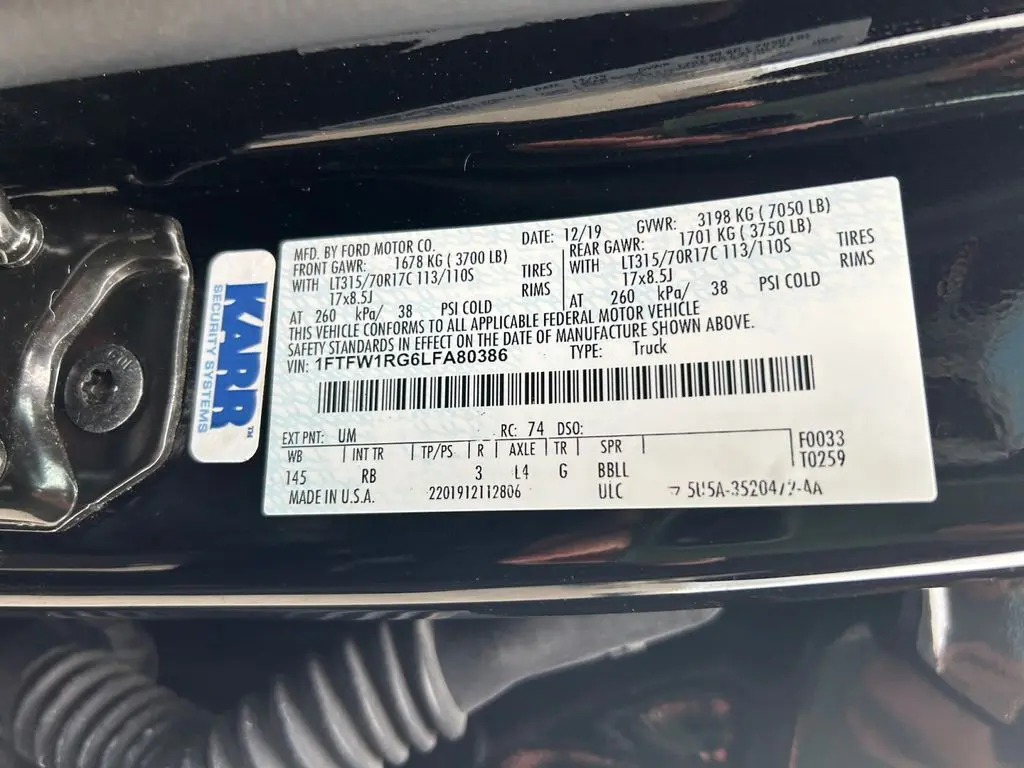 KARR™
SECURITY SYSTEMS
MFD. BY FORD MOTOR CO. DATE: 12/19 GVWR: 3198 KG ( 7050 LB)
FRONT GAWR: 1678 KG ( 3700 LB) REAR GAWR: 1701 KG ( 3750 LB)
WITH LT315/70R17C 113/110S TIRES WITH LT315/70R17C 113/110S TIRES
17x8.5J RIMS 17x8.5J RIMS
AT 260 kPa/ 38 PSI COLD AT 260 kPa/ 38 PSI COLD
THIS VEHICLE CONFORMS TO ALL APPLICABLE FEDERAL MOTOR VEHICLE
SAFETY STANDARDS IN EFFECT ON THE DATE OF MANUFACTURE SHOWN ABOVE.
VIN: 1FTFW1RG6LFA80386 TYPE: Truck
EXT PNT: UM RC: 74 DSO:
WB INT TR TP/PS R AXLE TR SPR F0033
145 RB 3 L4 G BBLL T0259
MADE IN U.S.A. 2201912112806 ULC